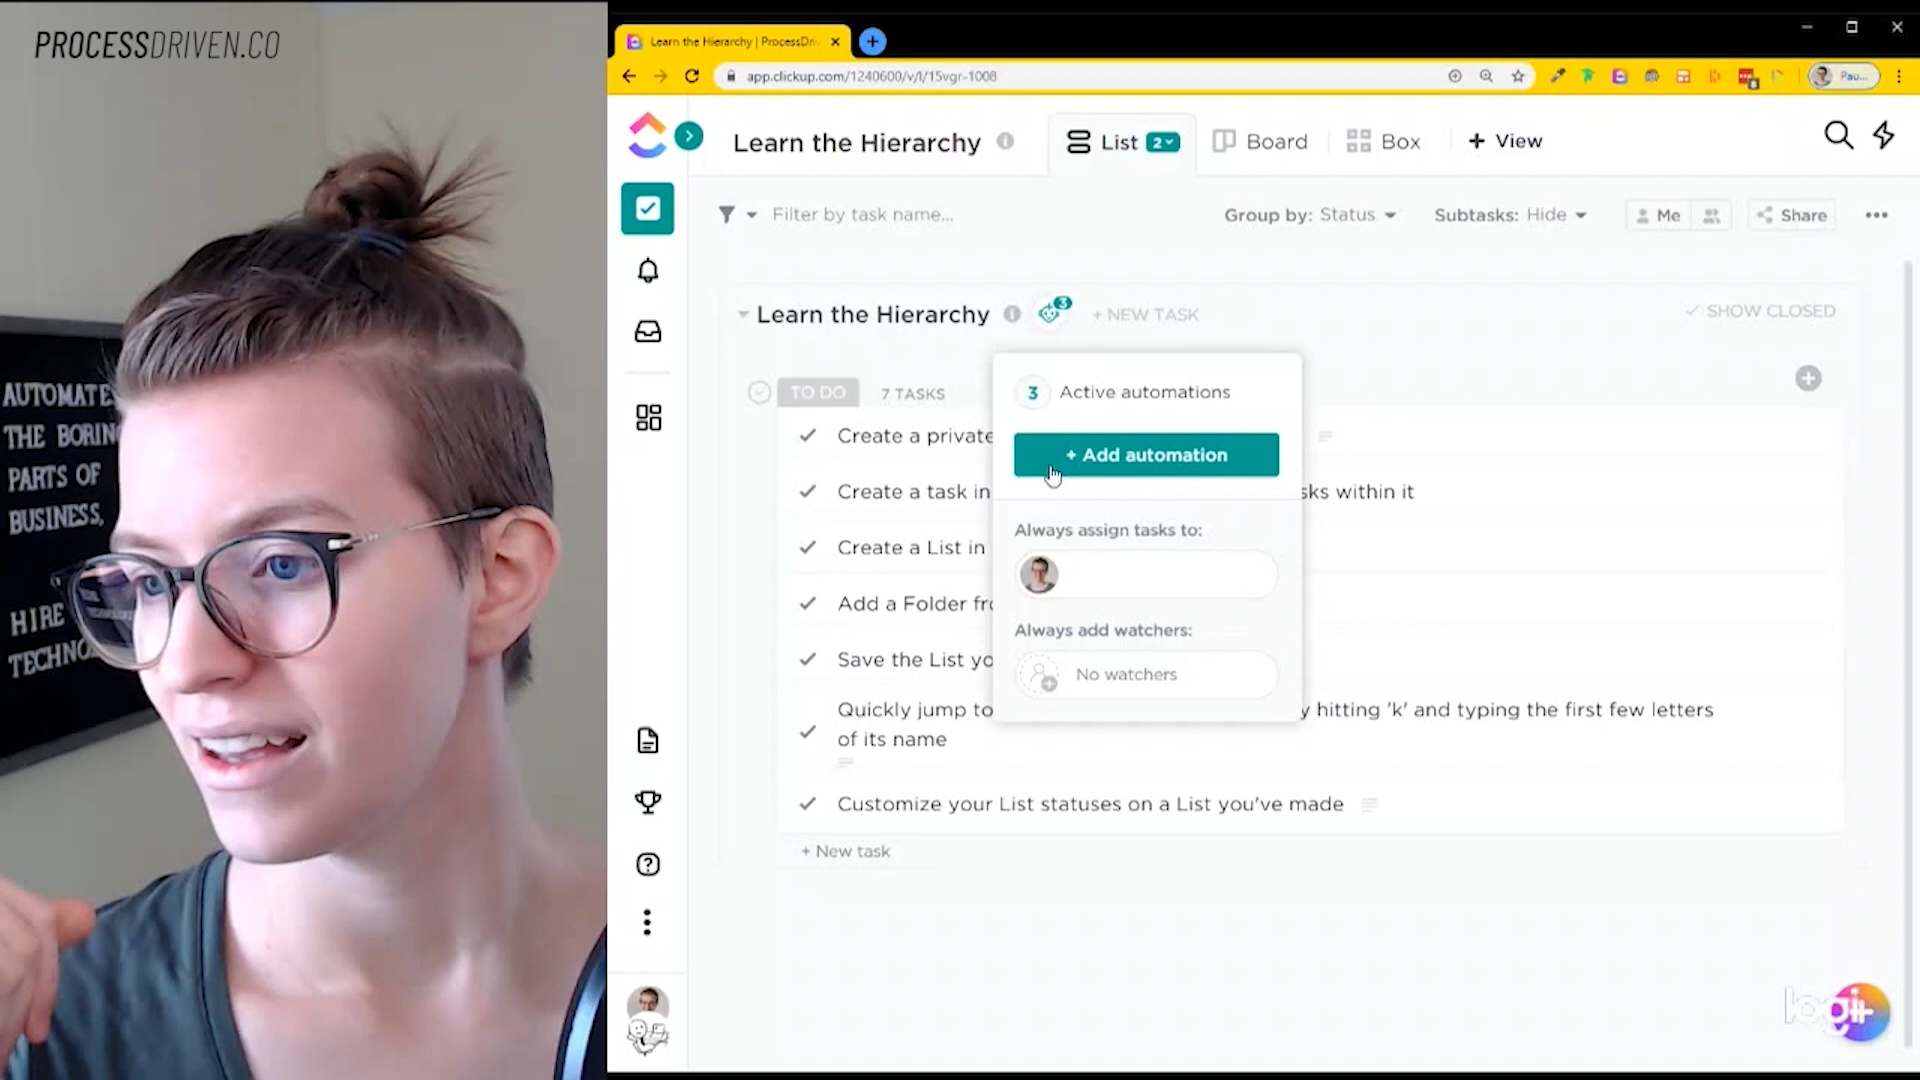 PROCESSDRIVEN.CO
AUTOMATE
THE BORING
PARTS OF
BUSINESS,
HIRE
Learn the Hierarchy | ProcessDri
app.clickup.com/1240600/v/l/15vgr-1008
Pau...
Learn the Hierarchy
List 2
Board
Box
+ View
Filter by task name...
Group by: Status
Subtasks: Hide
Me
Share
Learn the Hierarchy
3
+ NEW TASK
SHOW CLOSED
TO DO
7 TASKS
3 Active automations
+ Add automation
Always assign tasks to:
Always add watchers:
No watchers
Create a private
Create a task in
sks within it
Create a List in
Add a Folder fro
Save the List yo
Quickly jump to
y hitting 'k' and typing the first few letters
of its name
Customize your List statuses on a List you've made
+ New task
logi+